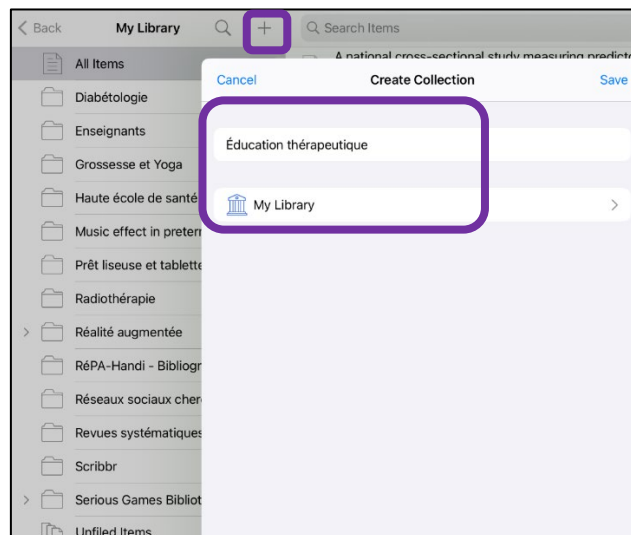 Back My Library Search Items
A national cross-sectional study measuring predicto
All Items
Cancel Create Collection Save
Diabétologie
Enseignants
Éducation thérapeutique
Grossesse et Yoga
Haute école de santé
My Library
Music effect in preterr
Prêt liseuse et tablette
Radiothérapie
Réalité augmentée
RéPA-Handi - Bibliogr
Réseaux sociaux cher
Revues systématiques
Scribbr
Serious Games Bibliot
Unfiled Items